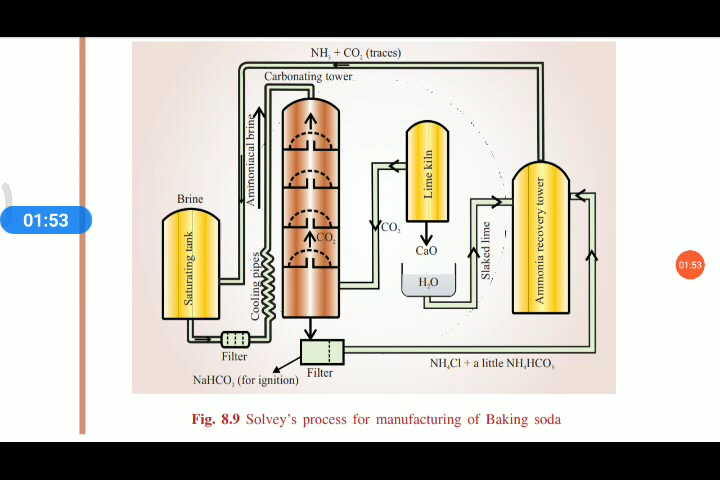 NH₃ + CO₂ (traces)
Carbonating tower
Ammoniacal brine
Lime kiln
Brine
Saturating tank
Cooling pipes
CO₂
CO₂
CaO
H₂O
Slaked lime
Ammonia recovery tower
Filter
NaHCO₃ (for ignition)
Filter
NH₄Cl + a little NH₄HCO₃
Fig. 8.9 Solvey's process for manufacturing of Baking soda
01:53
01:53